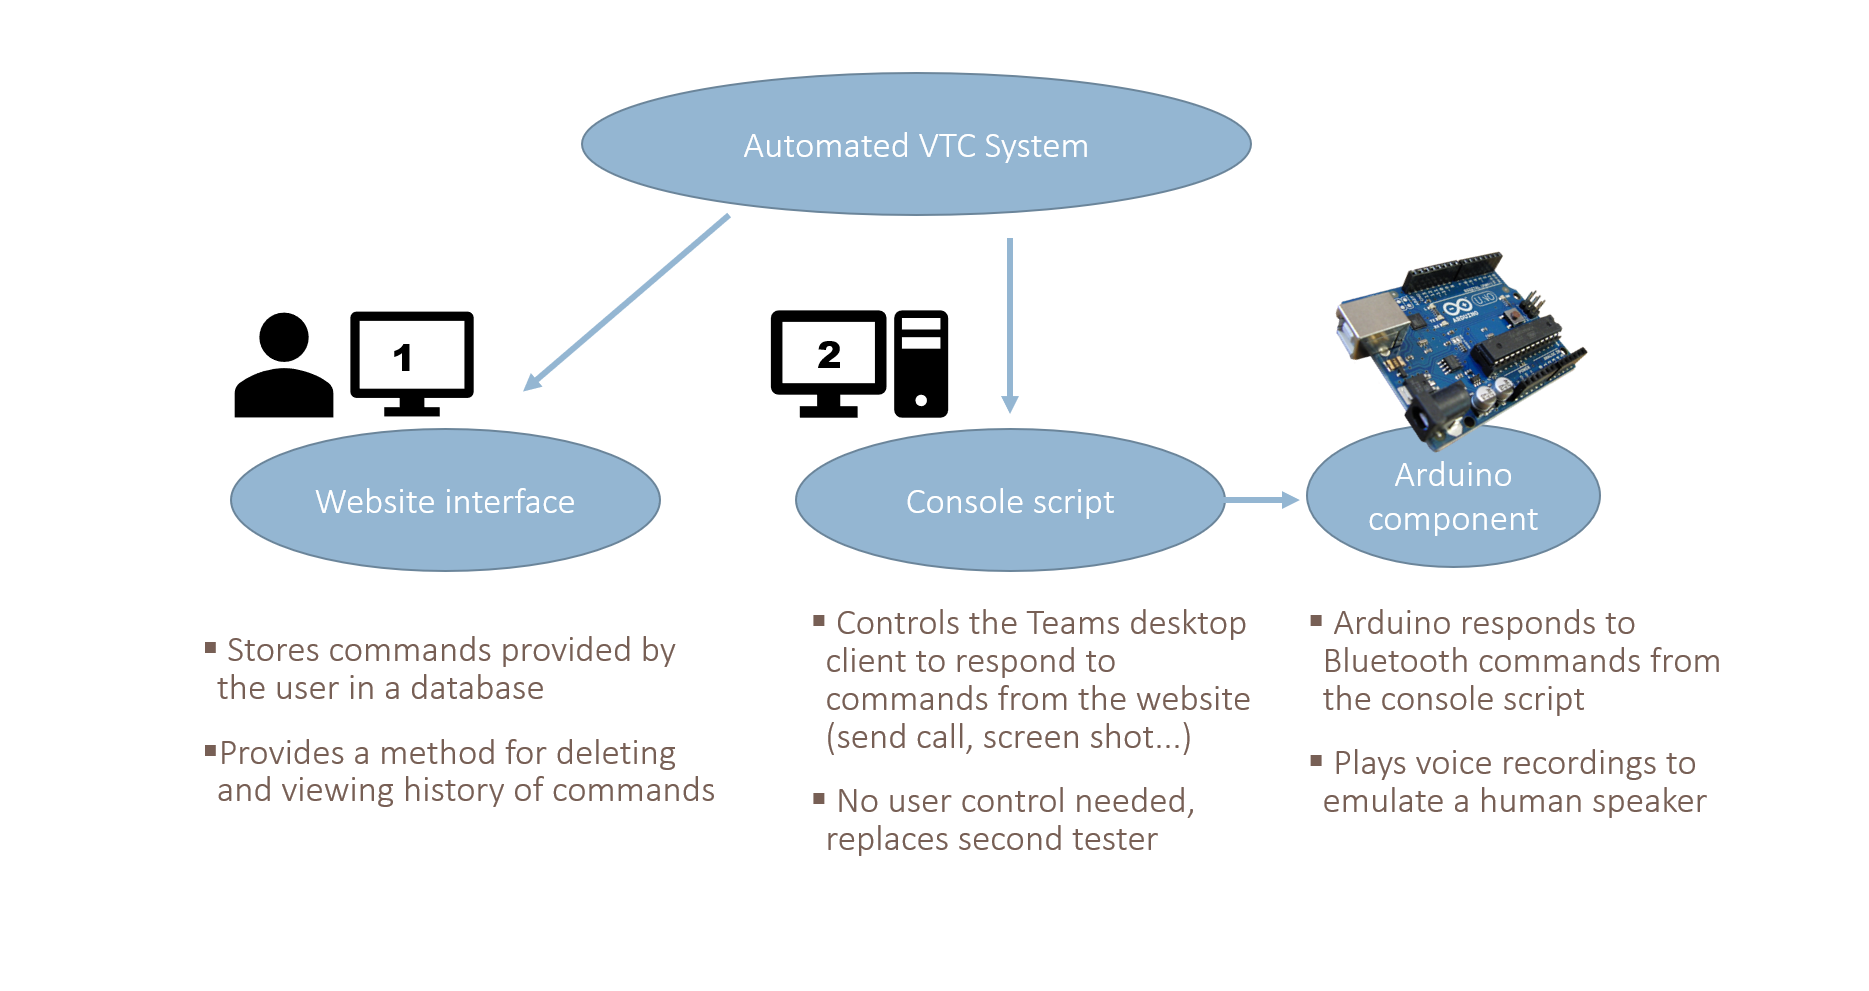 Automated VTC System
1
2
ARDUINO
UNO
Website interface
Console script
Arduino
component
▪ Stores commands provided by
the user in a database
▪Provides a method for deleting
and viewing history of commands
▪ Controls the Teams desktop
client to respond to
commands from the website
(send call, screen shot...)
▪ No user control needed,
replaces second tester
▪ Arduino responds to
Bluetooth commands from
the console script
▪ Plays voice recordings to
emulate a human speaker